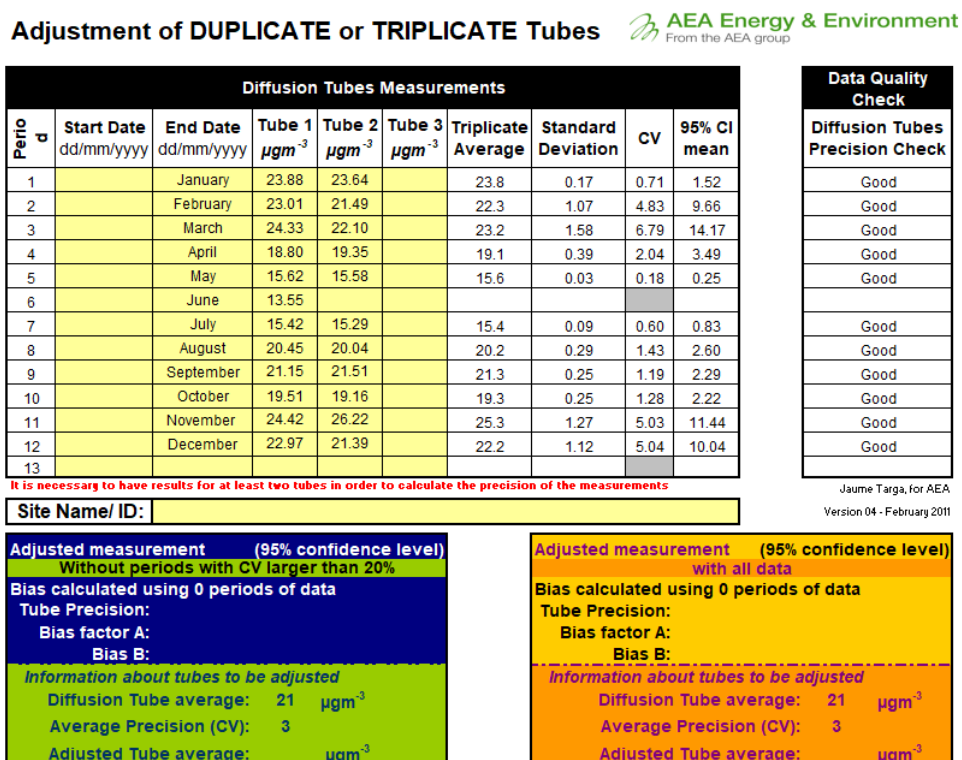 Adjustment of DUPLICATE or TRIPLICATE Tubes
AEA Energy & Environment
From the AEA group
Diffusion Tubes Measurements
Data Quality Check
Period Start Date dd/mm/yyyy End Date dd/mm/yyyy Tube 1 µgm-3 Tube 2 µgm-3 Tube 3 µgm-3 Triplicate Average Standard Deviation CV 95% CI mean Diffusion Tubes Precision Check
1 January 23.88 23.64 23.8 0.17 0.71 1.52 Good
2 February 23.01 21.49 22.3 1.07 4.83 9.66 Good
3 March 24.33 22.10 23.2 1.58 6.79 14.17 Good
4 April 18.80 19.35 19.1 0.39 2.04 3.49 Good
5 May 15.62 15.58 15.6 0.03 0.18 0.25 Good
6 June 13.55
7 July 15.42 15.29 15.4 0.09 0.60 0.83 Good
8 August 20.45 20.04 20.2 0.29 1.43 2.60 Good
9 September 21.15 21.51 21.3 0.25 1.19 2.29 Good
10 October 19.51 19.16 19.3 0.25 1.28 2.22 Good
11 November 24.42 26.22 25.3 1.27 5.03 11.44 Good
12 December 22.97 21.39 22.2 1.12 5.04 10.04 Good
13
It is necessary to have results for at least two tubes in order to calculate the precision of the measurements
Jaume Targa, for AEA
Site Name/ ID:
Version 04 - February 2011
Adjusted measurement (95% confidence level)
Without periods with CV larger than 20%
Bias calculated using 0 periods of data
Tube Precision:
Bias factor A:
Bias B:
Information about tubes to be adjusted
Diffusion Tube average: 21 µgm-3
Average Precision (CV): 3
Adjusted Tube average: µgm-3
Adjusted measurement (95% confidence level)
with all data
Bias calculated using 0 periods of data
Tube Precision:
Bias factor A:
Bias B:
Information about tubes to be adjusted
Diffusion Tube average: 21 µgm-3
Average Precision (CV): 3
Adjusted Tube average: µgm-3